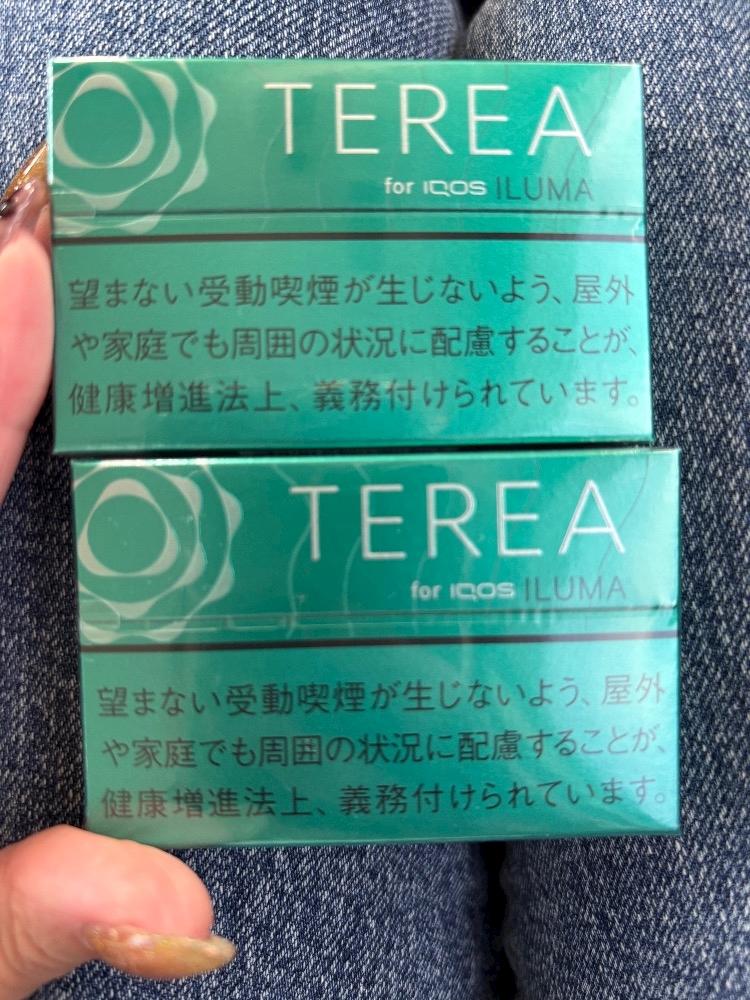 TEREA
for IQOS ILUMA
望まない受動喫煙が生じないよう、屋外
や家庭でも周囲の状況に配慮することが、
健康増進法上、義務付けられています。
TEREA
for IQOS ILUMA
望まない受動喫煙が生じないよう、屋外
や家庭でも周囲の状況に配慮することが、
健康増進法上、義務付けられています。